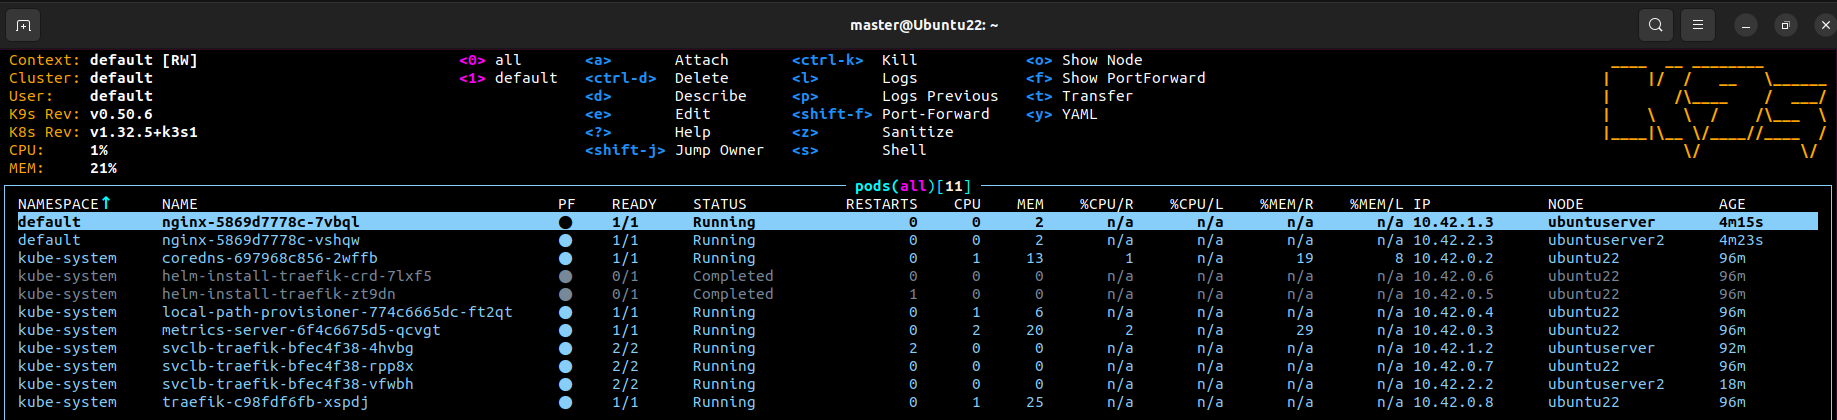 master@Ubuntu22: ~
Context: default [RW] <0> all <a> Attach <ctrl-k> Kill <o> Show Node
Cluster: default <1> default <ctrl-d> Delete <l> Logs <f> Show PortForward
User: default <d> Describe <p> Logs Previous <t> Transfer
K9s Rev: v0.50.6 <e> Edit <shift-f> Port-Forward <y> YAML
K8s Rev: v1.32.5+k3s1 <?> Help <z> Sanitize
CPU: 1% <shift-j> Jump Owner <s> Shell
MEM: 21%
K9s
pods(all)[11]
NAMESPACE↑ NAME PF READY STATUS RESTARTS CPU MEM %CPU/R %CPU/L %MEM/R %MEM/L IP NODE AGE
default nginx-5869d7778c-7vbql ● 1/1 Running 0 0 2 n/a n/a n/a n/a 10.42.1.3 ubuntuserver 4m15s
default nginx-5869d7778c-vshqw ● 1/1 Running 0 0 2 n/a n/a n/a n/a 10.42.2.3 ubuntuserver2 4m23s
kube-system coredns-697968c856-2wffb ● 1/1 Running 0 1 13 1 n/a 19 8 10.42.0.2 ubuntu22 96m
kube-system helm-install-traefik-crd-7lxf5 ● 0/1 Completed 0 0 0 n/a n/a n/a n/a 10.42.0.6 ubuntu22 96m
kube-system helm-install-traefik-zt9dn ● 0/1 Completed 1 0 0 n/a n/a n/a n/a 10.42.0.5 ubuntu22 96m
kube-system local-path-provisioner-774c6665dc-ft2qt ● 1/1 Running 0 1 6 n/a n/a n/a n/a 10.42.0.4 ubuntu22 96m
kube-system metrics-server-6f4c6675d5-qcvgt ● 1/1 Running 0 2 20 2 n/a 29 n/a 10.42.0.3 ubuntu22 96m
kube-system svclb-traefik-bfec4f38-4hvbg ● 2/2 Running 2 0 0 n/a n/a n/a n/a 10.42.1.2 ubuntuserver 92m
kube-system svclb-traefik-bfec4f38-rpp8x ● 2/2 Running 0 0 0 n/a n/a n/a n/a 10.42.0.7 ubuntu22 96m
kube-system svclb-traefik-bfec4f38-vfwbh ● 2/2 Running 0 0 0 n/a n/a n/a n/a 10.42.2.2 ubuntuserver2 18m
kube-system traefik-c98fdf6fb-xspdj ● 1/1 Running 0 1 25 n/a n/a n/a n/a 10.42.0.8 ubuntu22 96m